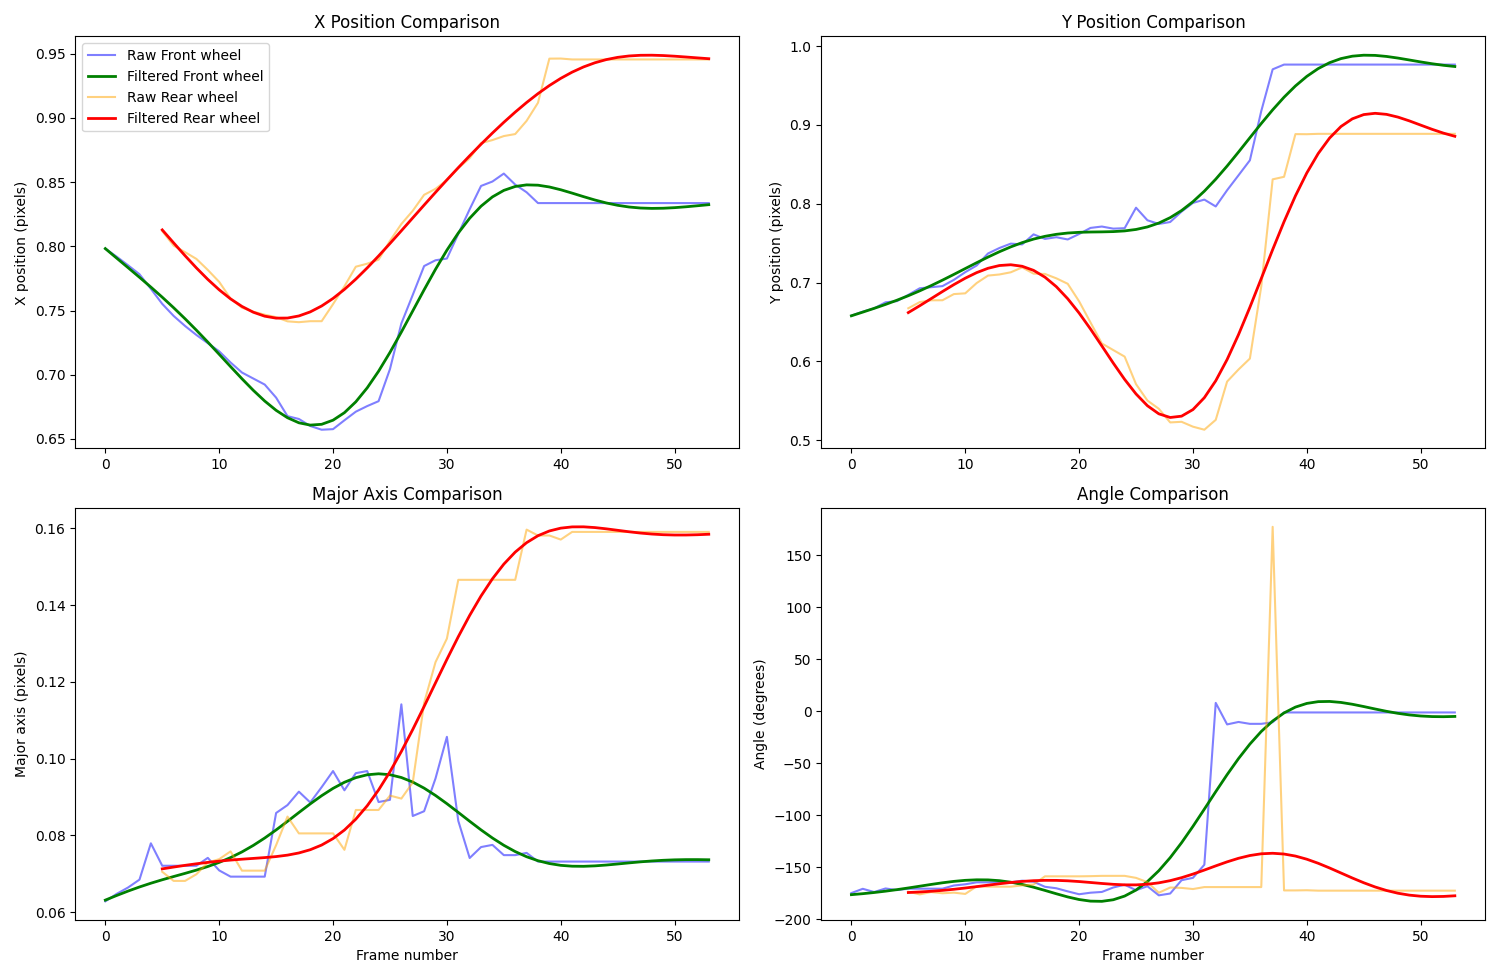 X Position Comparison
X position (pixels)
0.95
0.90
0.85
0.80
0.75
0.70
0.65
Raw Front wheel
Filtered Front wheel
Raw Rear wheel
Filtered Rear wheel
0 10 20 30 40 50
Y Position Comparison
Y position (pixels)
1.0
0.9
0.8
0.7
0.6
0.5
0 10 20 30 40 50
Major Axis Comparison
Major axis (pixels)
0.16
0.14
0.12
0.10
0.08
0.06
0 10 20 30 40 50
Frame number
Angle Comparison
Angle (degrees)
150
100
50
0
−50
−100
−150
−200
0 10 20 30 40 50
Frame number